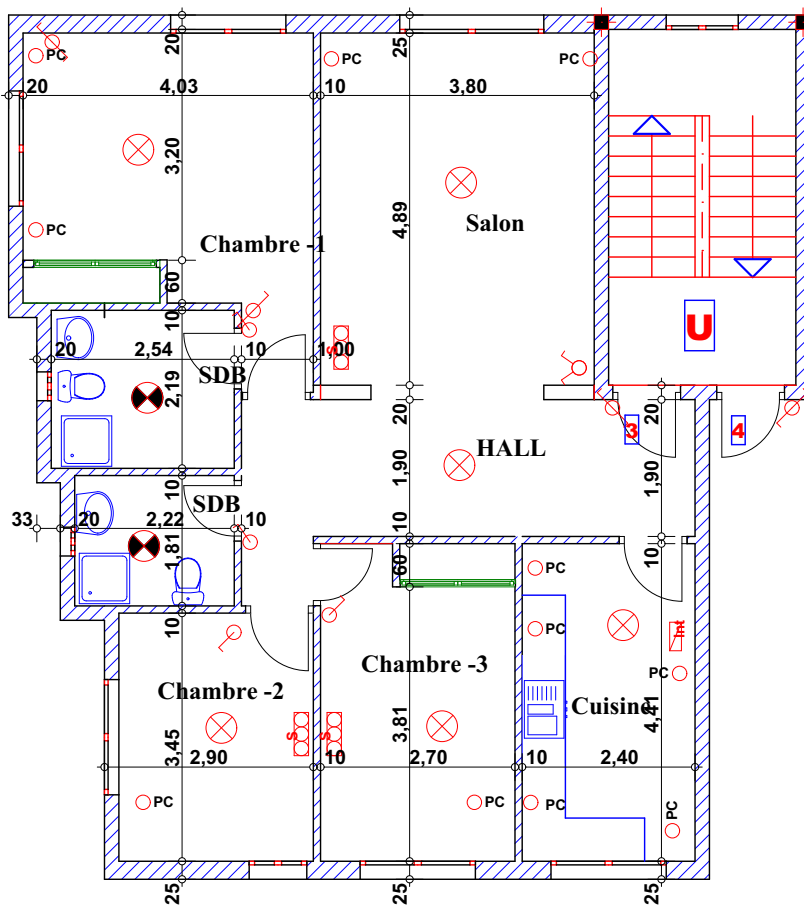 20
25
PC
PC
PC
20
4,03
10
3,80
3,20
4,89
PC
Chambre -1
Salon
60
10
U
S
20
2,54
10
1,00
SDB
2,19
20
20
3
4
HALL
1,90
1,90
10
SDB
33
20
2,22
10
1,81
10
10
60
PC
10
PC
Int
Chambre -3
PC
Chambre -2
Cuisine
4,41
S
S
3,45
3,81
2,90
10
2,70
10
2,40
PC
PC
PC
PC
25
25
25